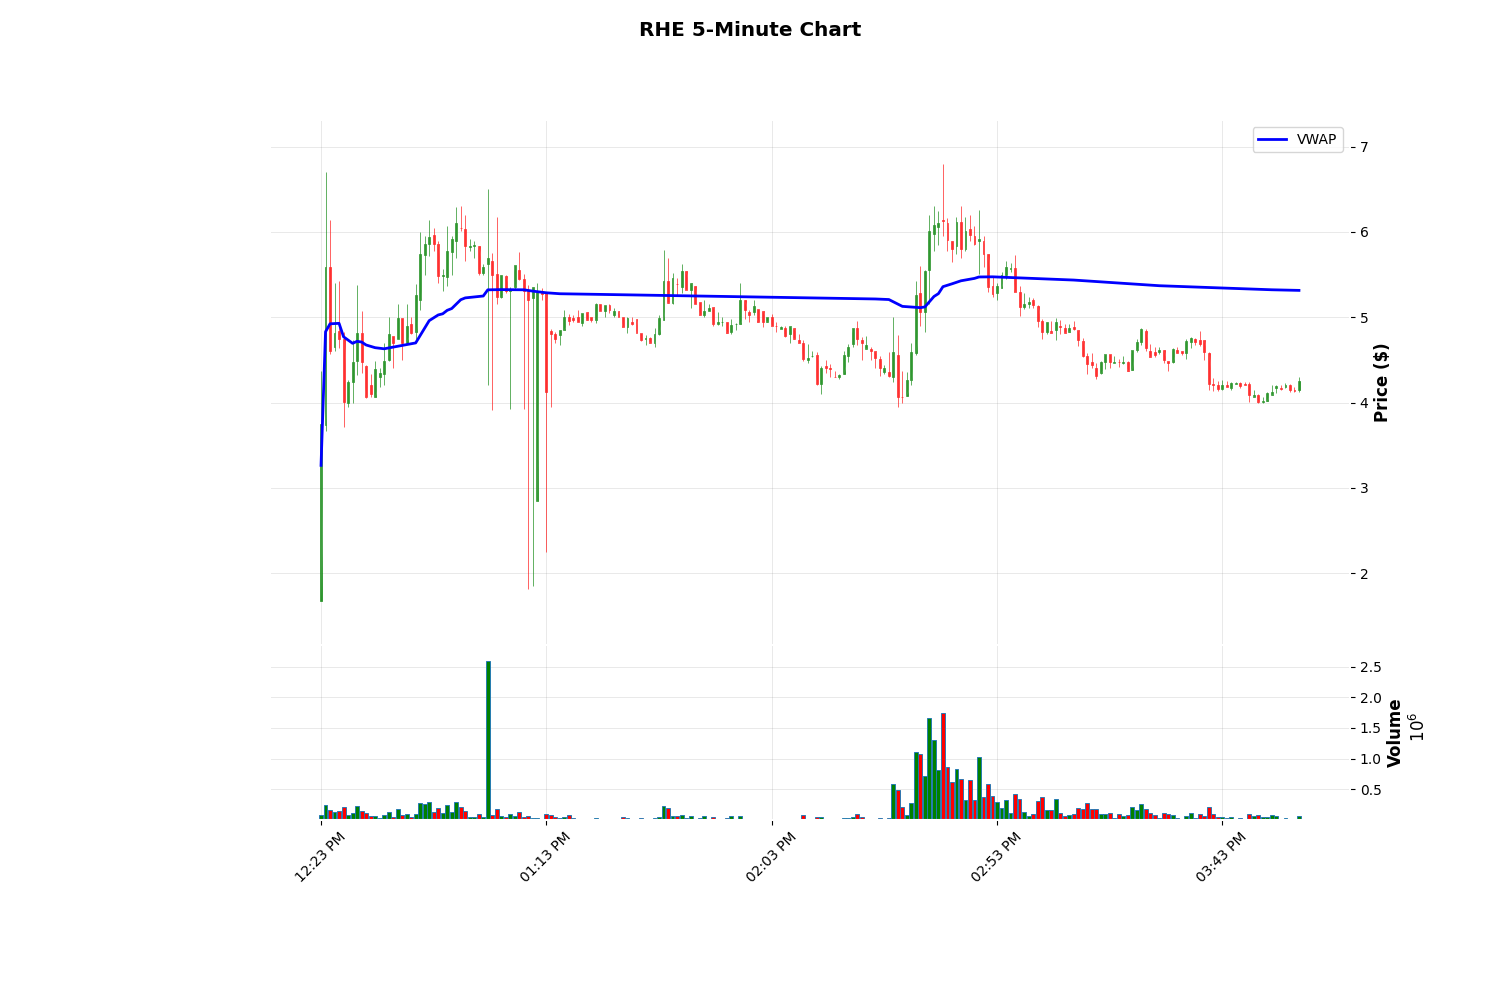 RHE 5-Minute Chart
VWAP
7
6
5
4
3
2
Price ($)
2.5
2.0
1.5
1.0
0.5
Volume
10⁶
12:23 PM
01:13 PM
02:03 PM
02:53 PM
03:43 PM